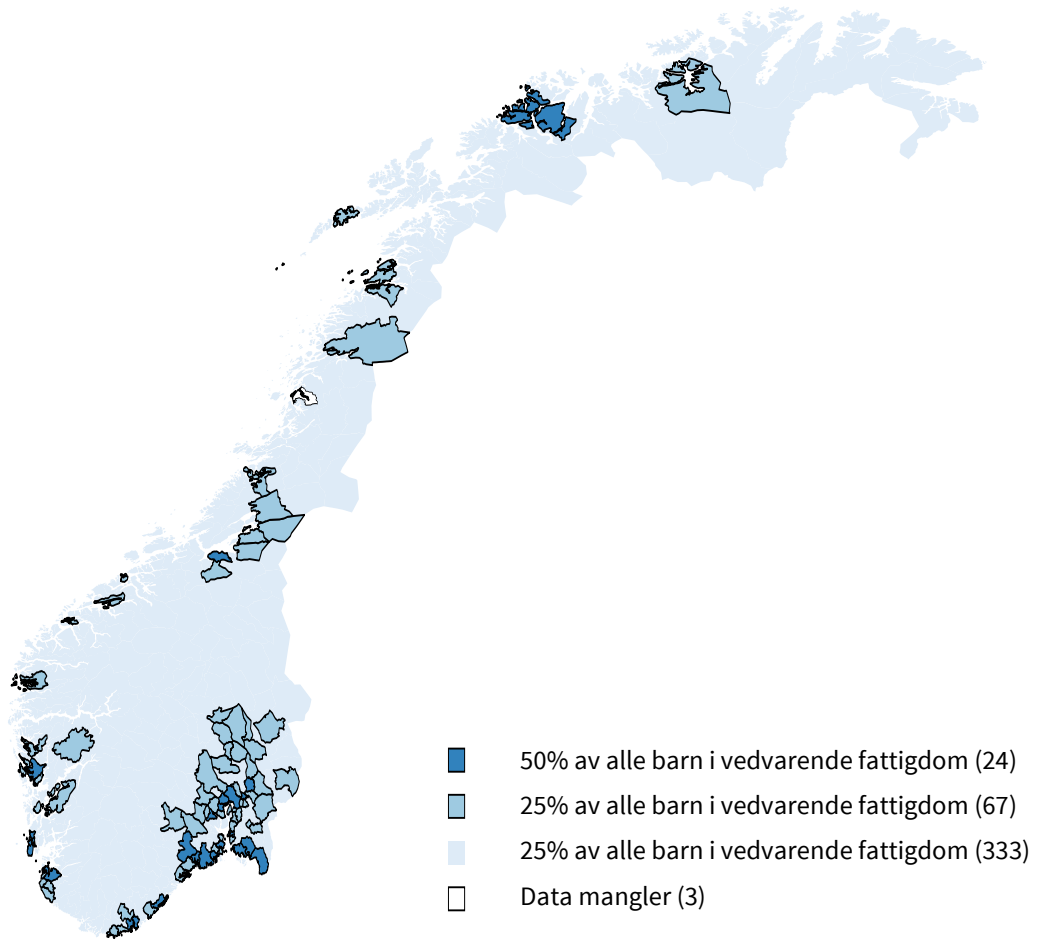 50% av alle barn i vedvarende fattigdom (24)
25% av alle barn i vedvarende fattigdom (67)
25% av alle barn i vedvarende fattigdom (333)
Data mangler (3)